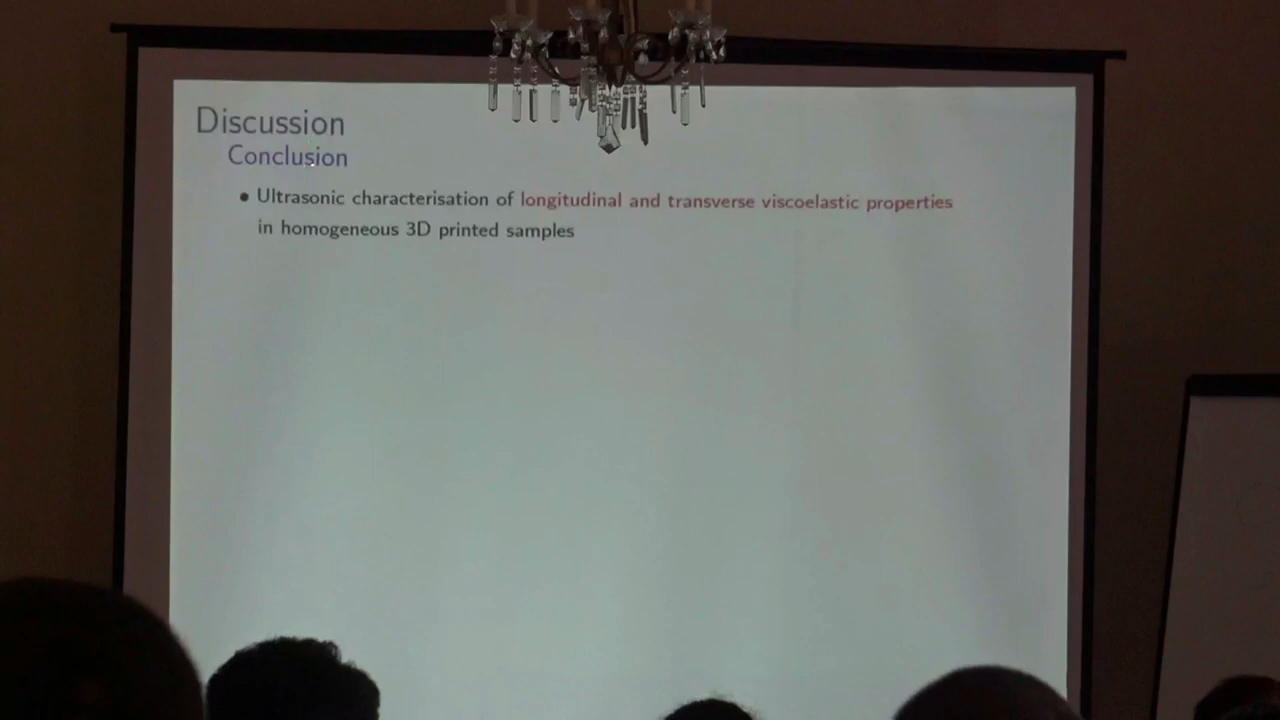 Discussion
Conclusion
• Ultrasonic characterisation of longitudinal and transverse viscoelastic properties
in homogeneous 3D printed samples